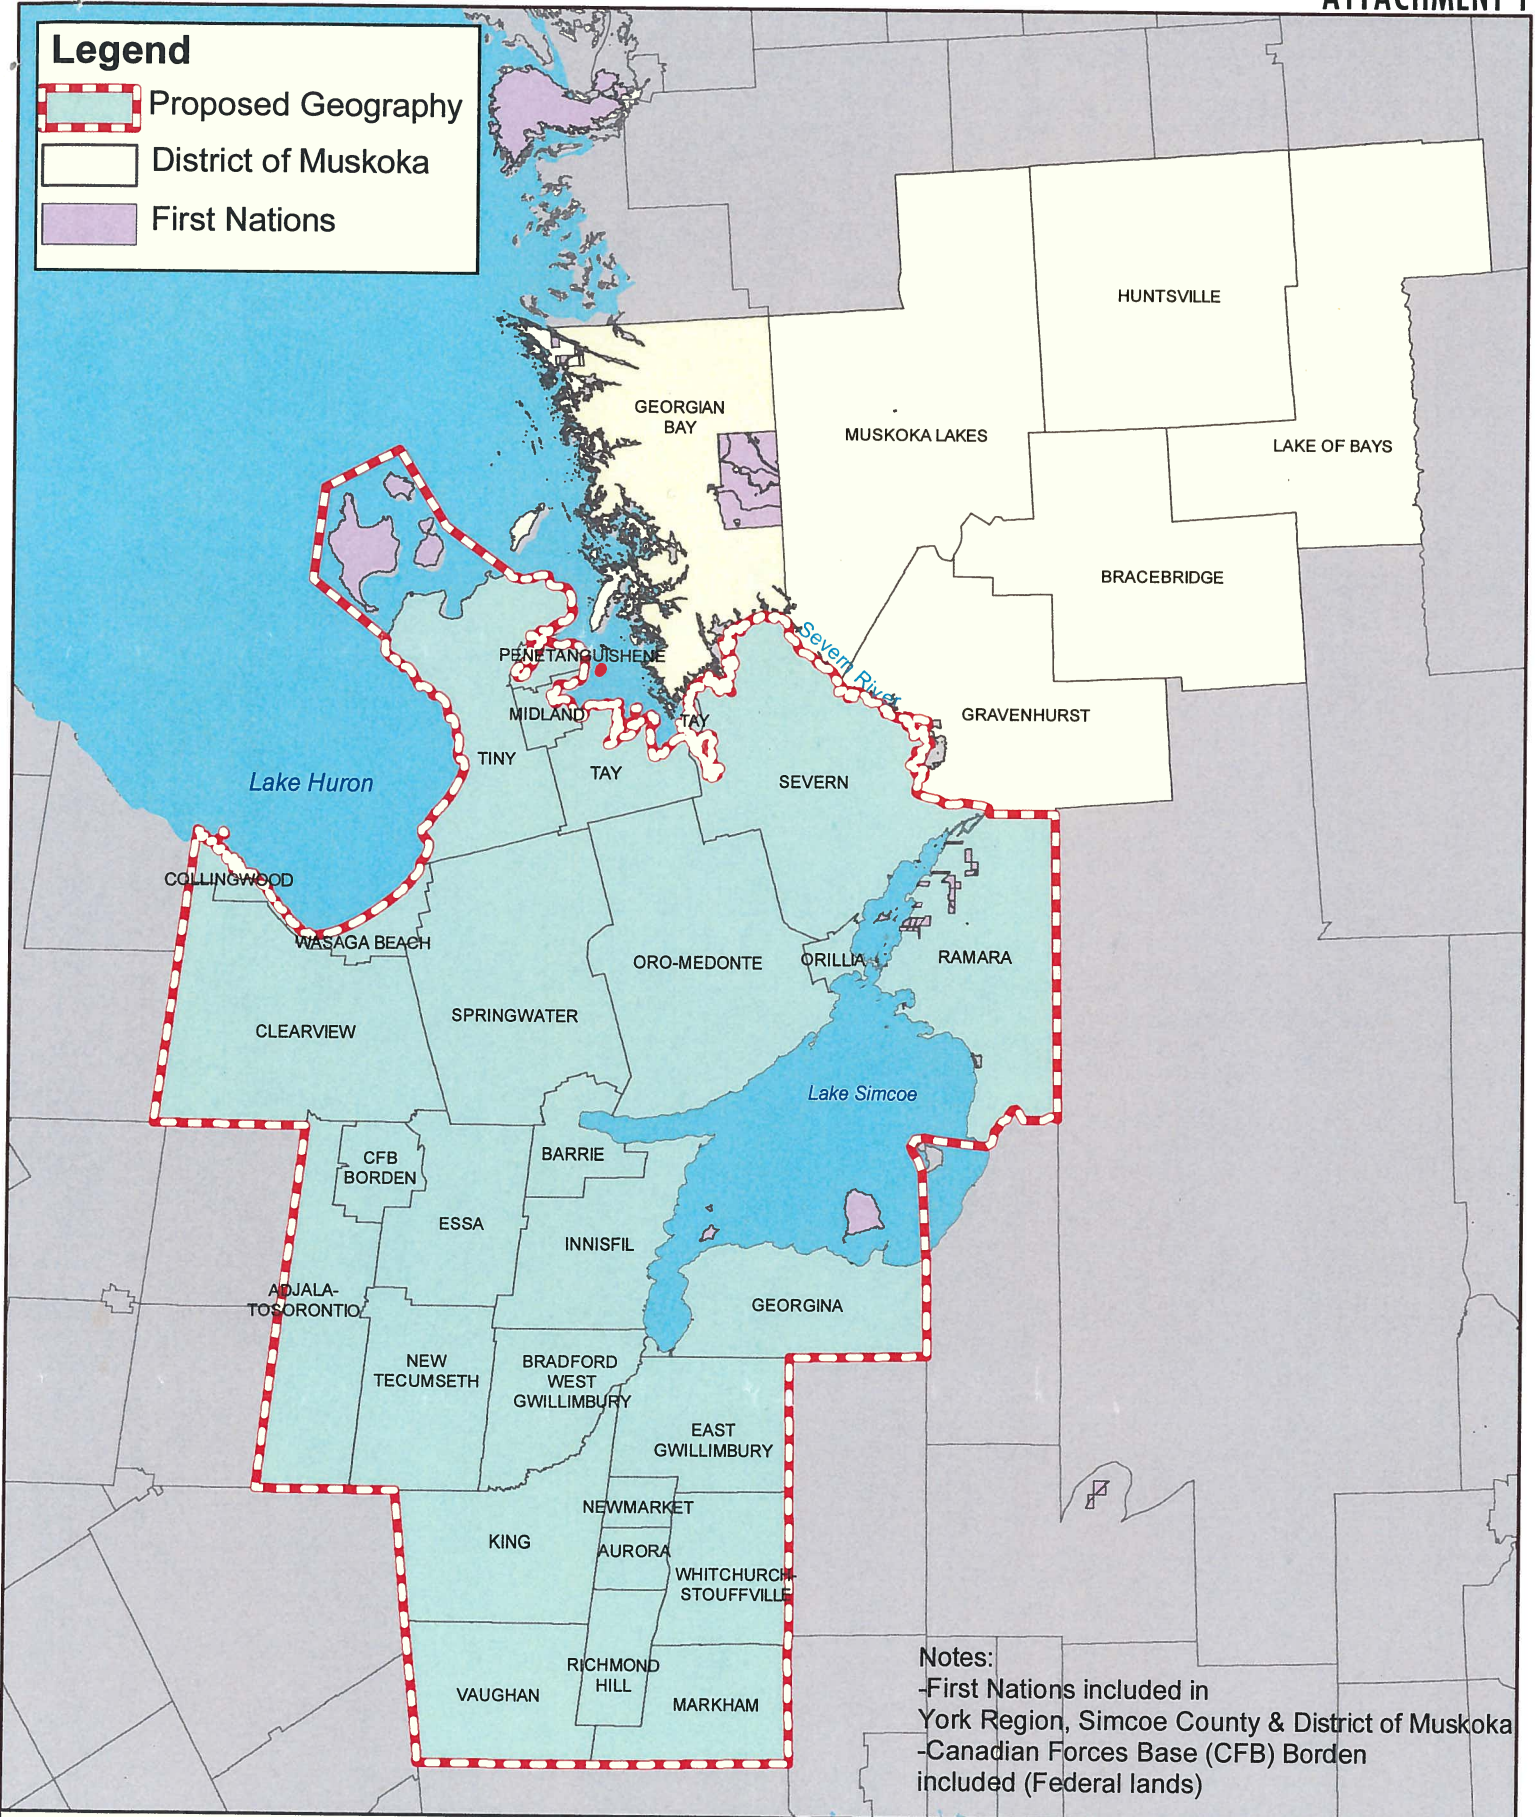 ATTACHMENT 1
Legend
Proposed Geography
District of Muskoka
First Nations
HUNTSVILLE
GEORGIAN
BAY
MUSKOKA LAKES
LAKE OF BAYS
BRACEBRIDGE
Severn River
PENETANGUISHENE
MIDLAND
TAY
GRAVENHURST
TINY
TAY
SEVERN
Lake Huron
COLLINGWOOD
WASAGA BEACH
ORO-MEDONTE
ORILLIA
RAMARA
CLEARVIEW
SPRINGWATER
Lake Simcoe
CFB
BORDEN
BARRIE
ESSA
INNISFIL
ADJALA-
TOSORONTIO
GEORGINA
NEW
TECUMSETH
BRADFORD
WEST
GWILLIMBURY
EAST
GWILLIMBURY
NEWMARKET
KING
AURORA
WHITCHURCH-
STOUFFVILLE
RICHMOND
HILL
VAUGHAN
MARKHAM
Notes:
-First Nations included in
York Region, Simcoe County & District of Muskoka
-Canadian Forces Base (CFB) Borden
included (Federal lands)